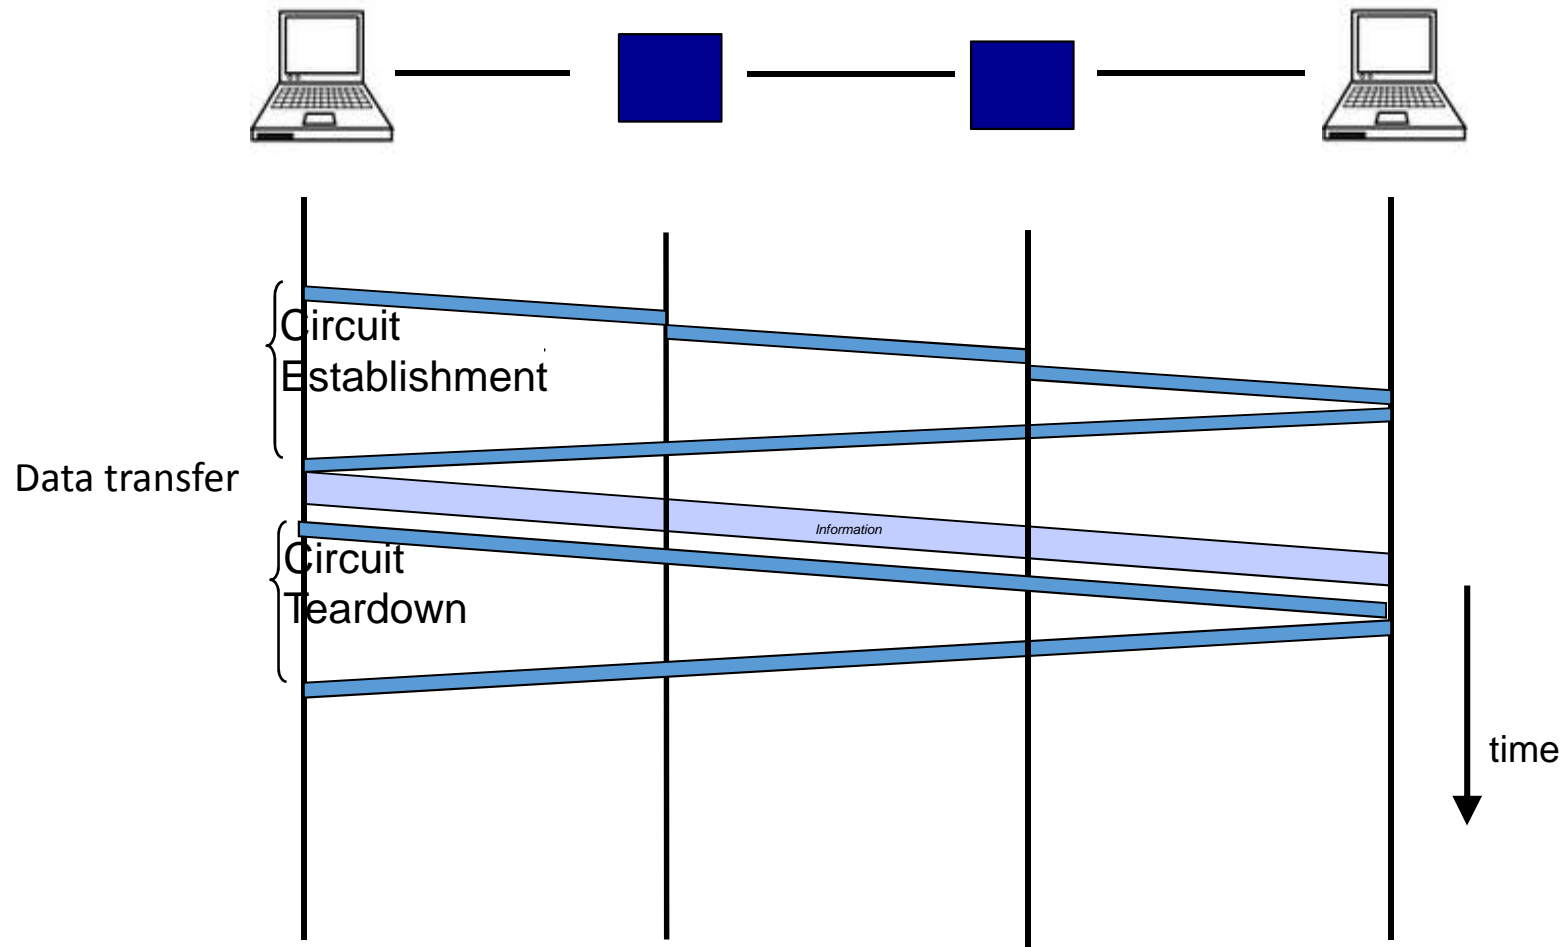 Circuit
Establishment
Data transfer
Information
Circuit
Teardown
time